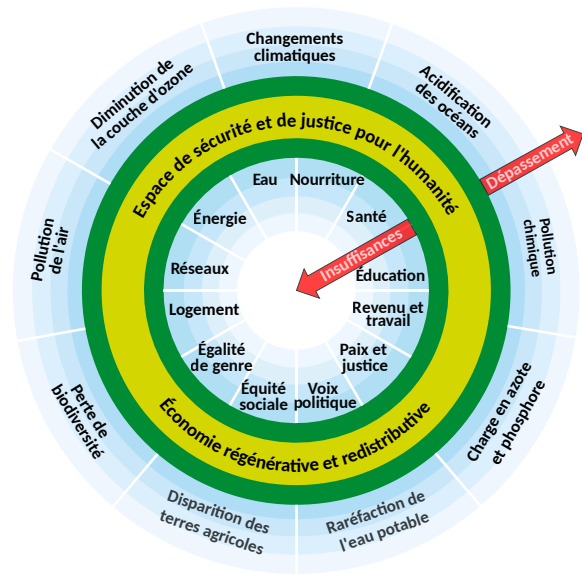 Changements
climatiques
Acidification
des océans
Dépassement
Pollution
chimique
Charge en azote
et phosphore
Raréfaction de
l'eau potable
Disparition des
terres agricoles
Perte de
biodiversité
Pollution
de l'air
Diminution de
la couche d'ozone
Espace de sécurité et de justice pour l'humanité
Économie régénérative et redistributive
Eau
Nourriture
Santé
Insuffisances
Éducation
Revenu et
travail
Paix et
justice
Voix
politique
Équité
sociale
Égalité
de genre
Logement
Réseaux
Énergie